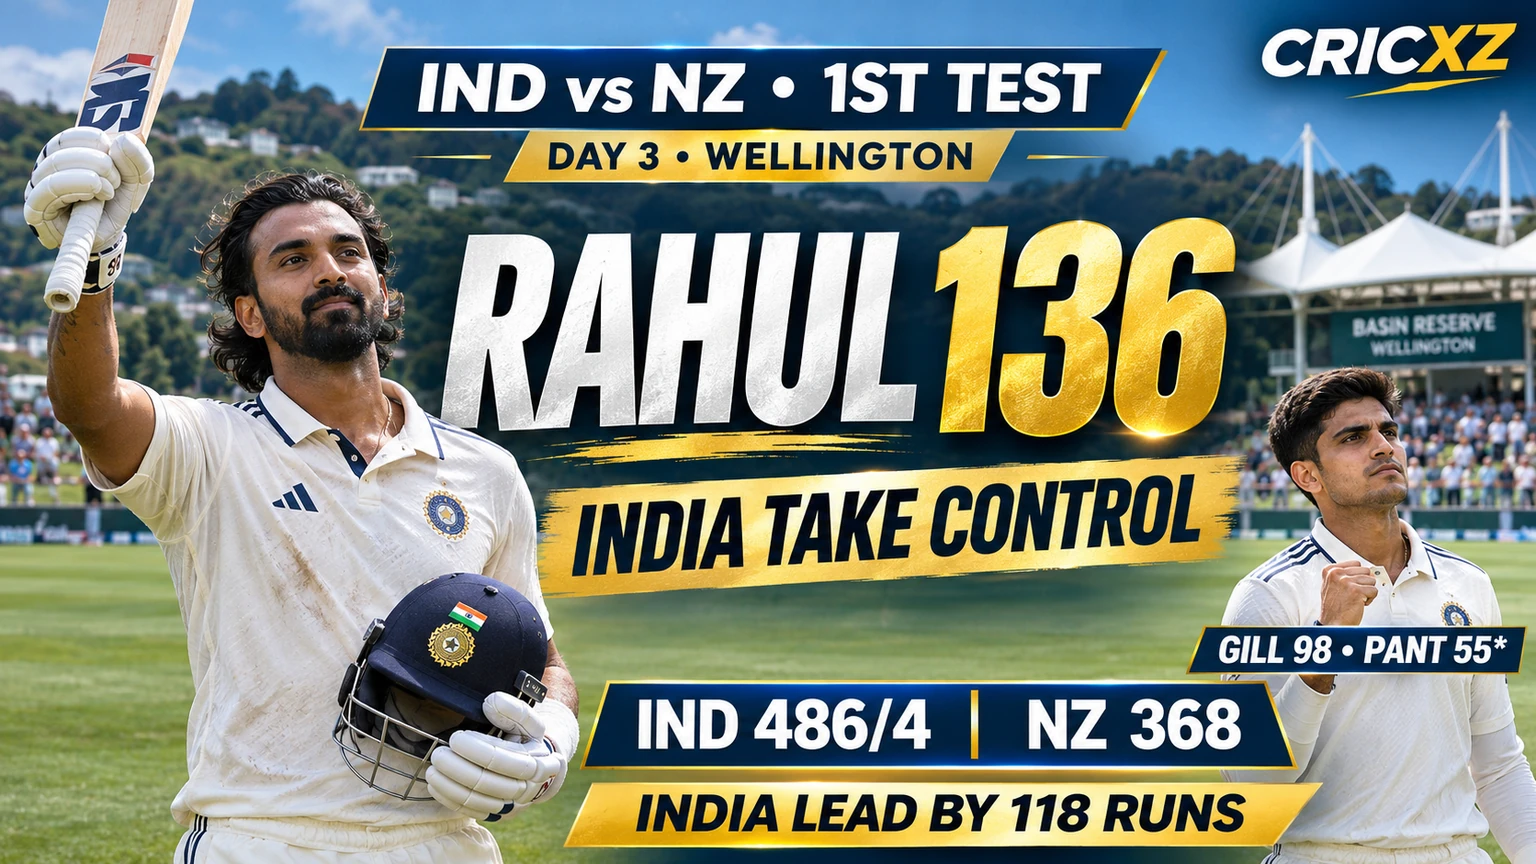 CRICXZ
IND vs NZ • 1ST TEST
DAY 3 • WELLINGTON
RAHUL 136
INDIA TAKE CONTROL
BASIN RESERVE
WELLINGTON
GILL 98 • PANT 55*
IND 486/4 | NZ 368
INDIA LEAD BY 118 RUNS